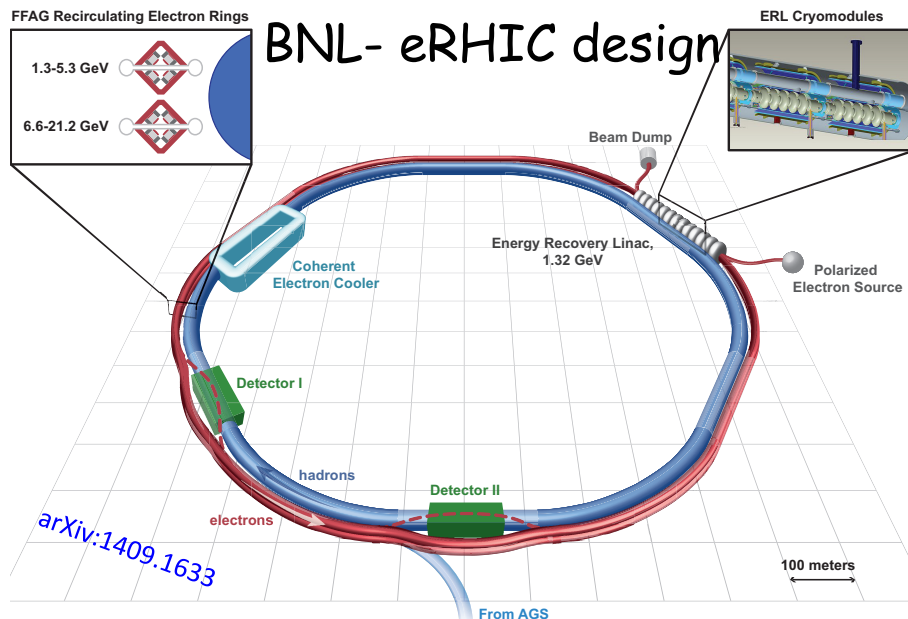 FFAG Recirculating Electron Rings
BNL- eRHIC design
ERL Cryomodules
1.3-5.3 GeV
6.6-21.2 GeV
Beam Dump
Energy Recovery Linac,
1.32 GeV
Polarized
Electron Source
Coherent
Electron Cooler
Detector I
hadrons
Detector II
electrons
arXiv:1409.1633
100 meters
From AGS